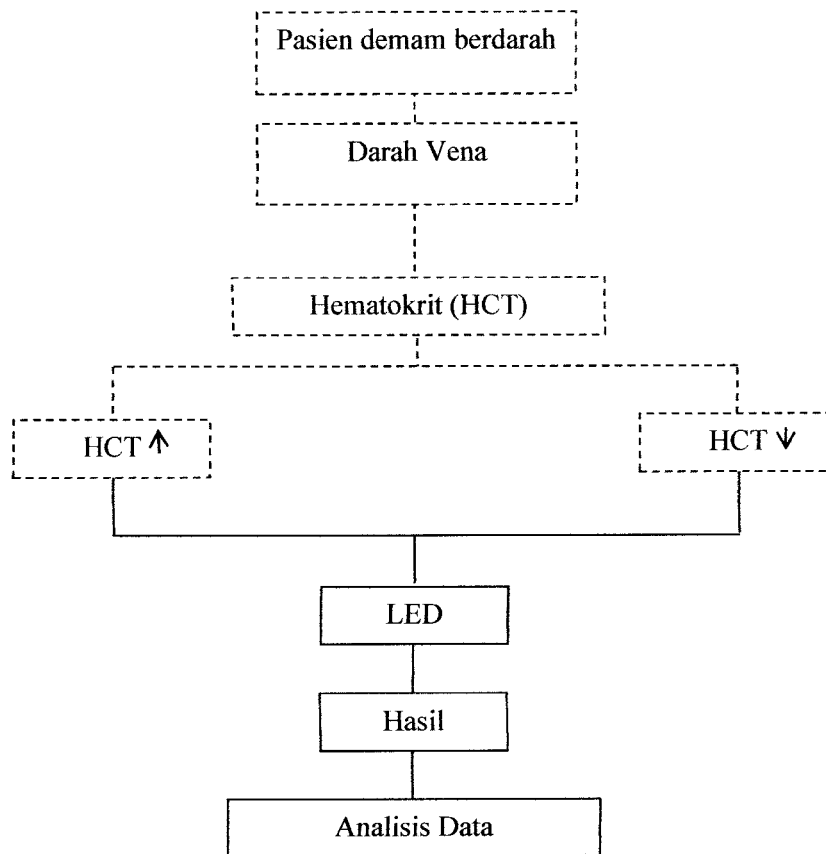 Pasien demam berdarah
Darah Vena
Hematokrit (HCT)
HCT ↑
HCT ↓
LED
Hasil
Analisis Data